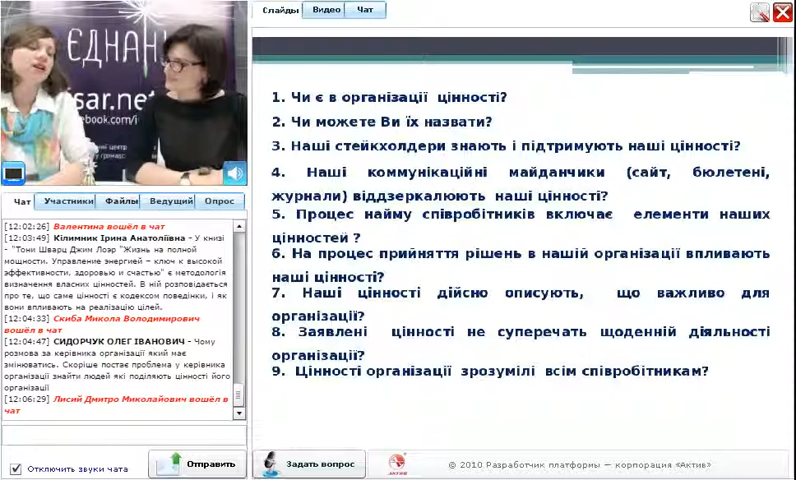 Слайды Видео Чат
ЄДНАН
isar.net
cebook.com/i
1. Чи є в організації цінності?
2. Чи можете Ви їх назвати?
3. Наші стейкхолдери знають і підтримують наші цінності?
4. Наші коммунікаційні майданчики (сайт, бюлетені,
журнали) віддзеркалюють наші цінності?
5. Процес найму співробітників включає елементи наших
цінностей ?
6. На процес прийняття рішень в нашій організації впливають
наші цінності?
7. Наші цінності дійсно описують, що важливо для
організації?
8. Заявлені цінності не суперечать щоденній діяльності
організації?
9. Цінності організації зрозумілі всім співробітникам?
Чат Участники Файлы Ведущий Опрос
[12:02:26] Валентина вошёл в чат
[12:03:49] Кілимник Ірина Анатоліївна - У книзі
- "Тони Шварц Джим Лоэр "Жизнь на полной
мощности. Управление энергией – ключ к высокой
эффективности, здоровью и счастью" є методологія
визначення власних цінностей. В ній розповідається
про те, що саме цінності є кодексом поведінки, і як
вони впливають на реалізацію цілей.
[12:04:33] Скиба Микола Володимирович
вошёл в чат
[12:04:47] СИДОРЧУК ОЛЕГ ІВАНОВИЧ - Чому
розмова за керівника організації який має
змінюватись. Скоріше постає проблема у керівника
організації знайти людей які поділяють цінності його
організації
[12:06:29] Лисий Дмитро Миколайович вошёл в
чат
Отключить звуки чата
Отправить
Задать вопрос
АКТИВ
© 2010 Разработчик платформы — корпорация «Актив»